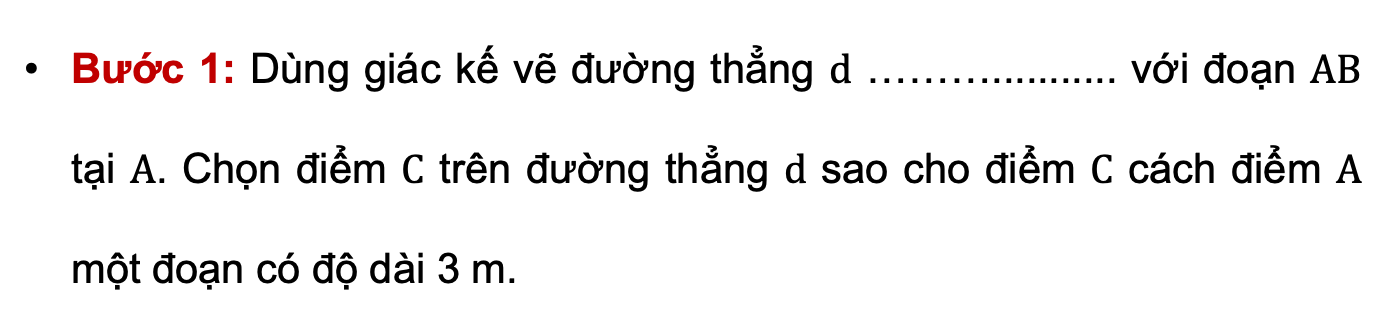 • Bước 1: Dùng giác kế vẽ đường thẳng d .................... với đoạn AB
tại A. Chọn điểm C trên đường thẳng d sao cho điểm C cách điểm A
một đoạn có độ dài 3 m.